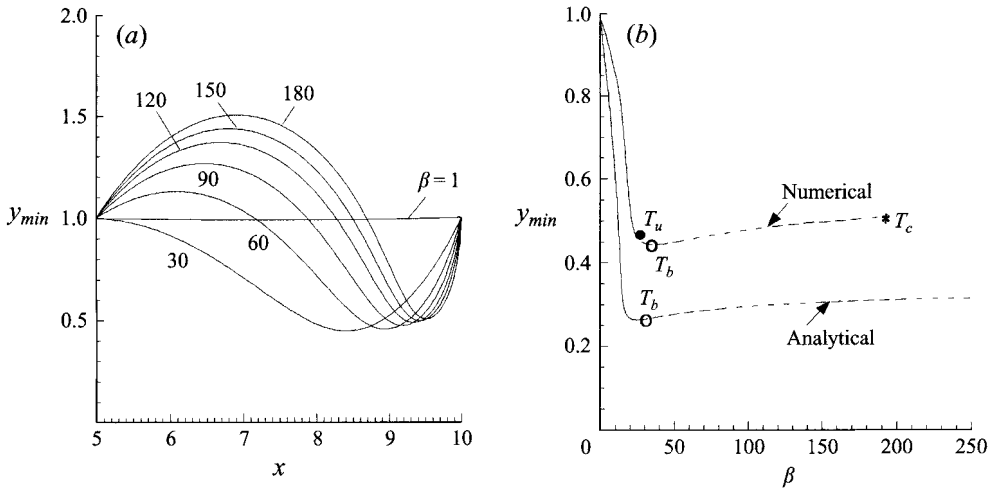 (a)
2.0
1.5
y_min 1.0
0.5
120
150
180
90
60
30
β = 1
5 6 7 8 9 10
x
(b)
1.0
0.8
0.6
y_min
0.4
0.2
T_u
T_b
Numerical
T_c
T_b
Analytical
0 50 100 150 200 250
β